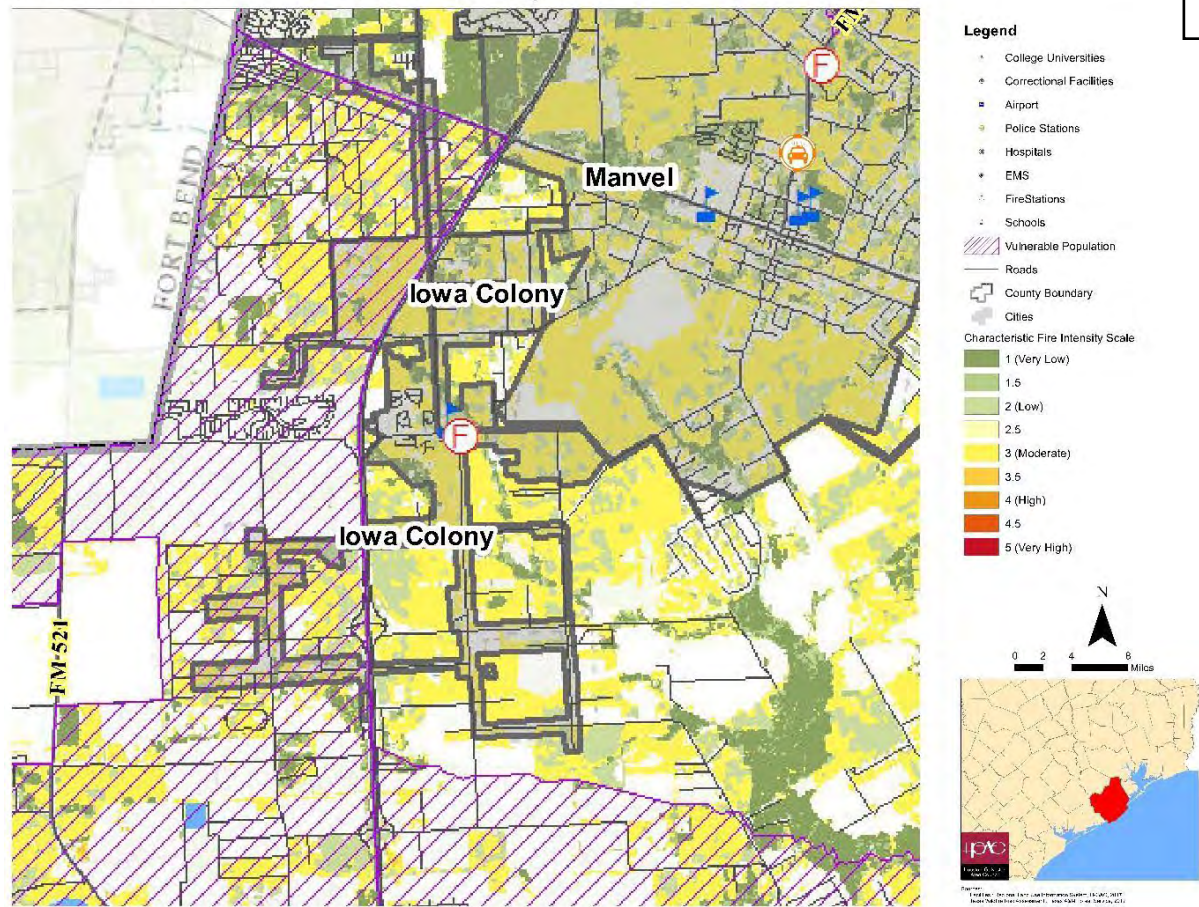 FM
F
Manvel
FORT BEND
Iowa Colony
F
Iowa Colony
FM-521
Legend
College Universities
Correctional Facilities
Airport
Police Stations
Hospitals
EMS
FireStations
Schools
Vulnerable Population
Roads
County Boundary
Cities
Characteristic Fire Intensity Scale
1 (Very Low)
1.5
2 (Low)
2.5
3 (Moderate)
3.5
4 (High)
4.5
5 (Very High)
N
0 2 4 8
Miles